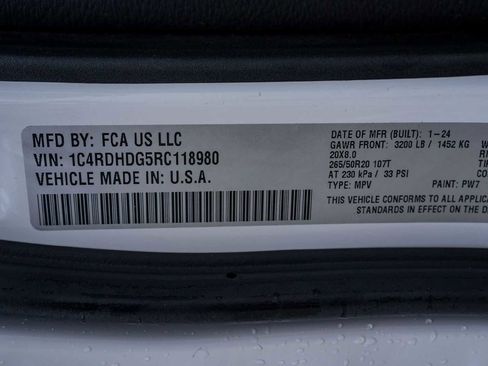 MFD BY: FCA US LLC
VIN: 1C4RDHDG5RC118980
VEHICLE MADE IN: U.S.A.
DATE OF MFR (BUILT): 1-24
GAWR FRONT: 3200 LB / 1452 KG
20X8.0
265/50R20 107T
AT 230 kPa / 33 PSI
TYPE: MPV PAINT: PW7
THIS VEHICLE CONFORMS TO ALL
STANDARDS IN EFFECT ON THE